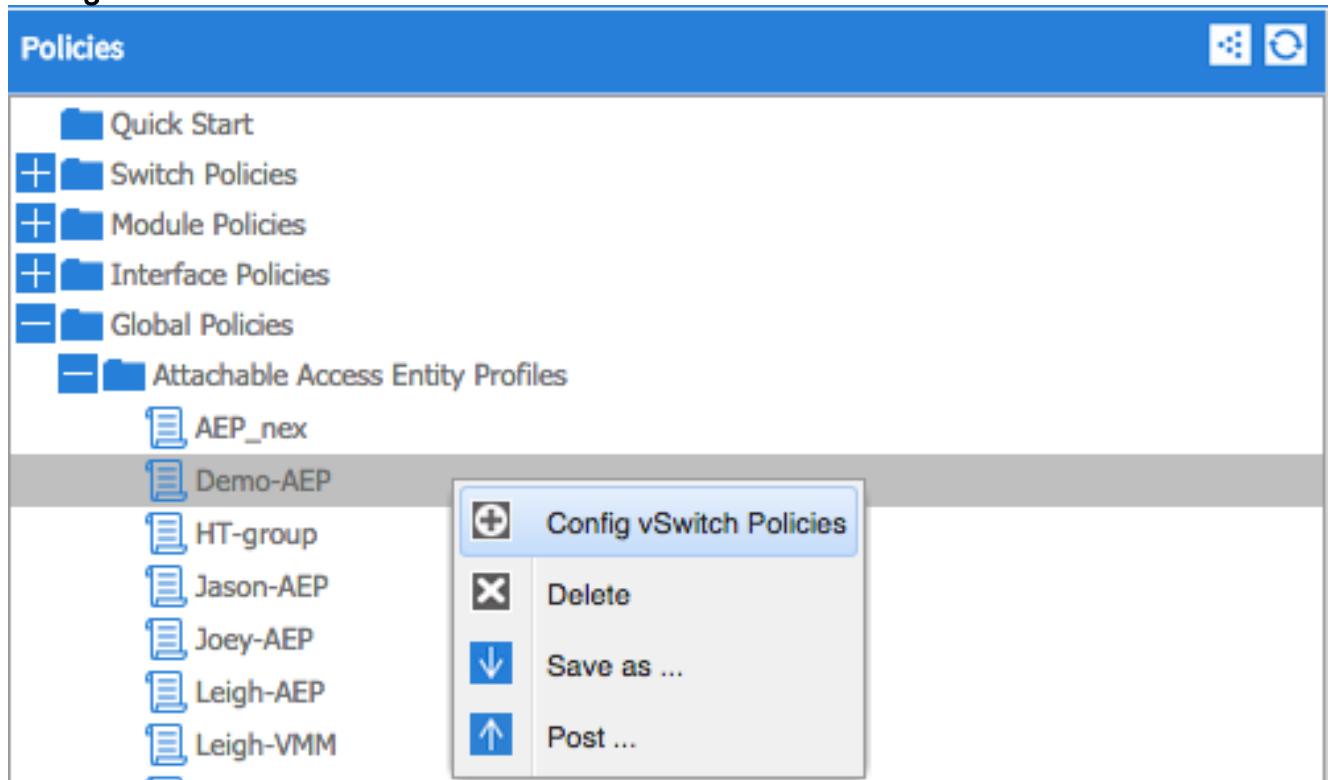 Policies
Quick Start
Switch Policies
Module Policies
Interface Policies
Global Policies
Attachable Access Entity Profiles
AEP_nex
Demo-AEP
HT-group
Jason-AEP
Joey-AEP
Leigh-AEP
Leigh-VMM
Config vSwitch Policies
Delete
Save as ...
Post ...